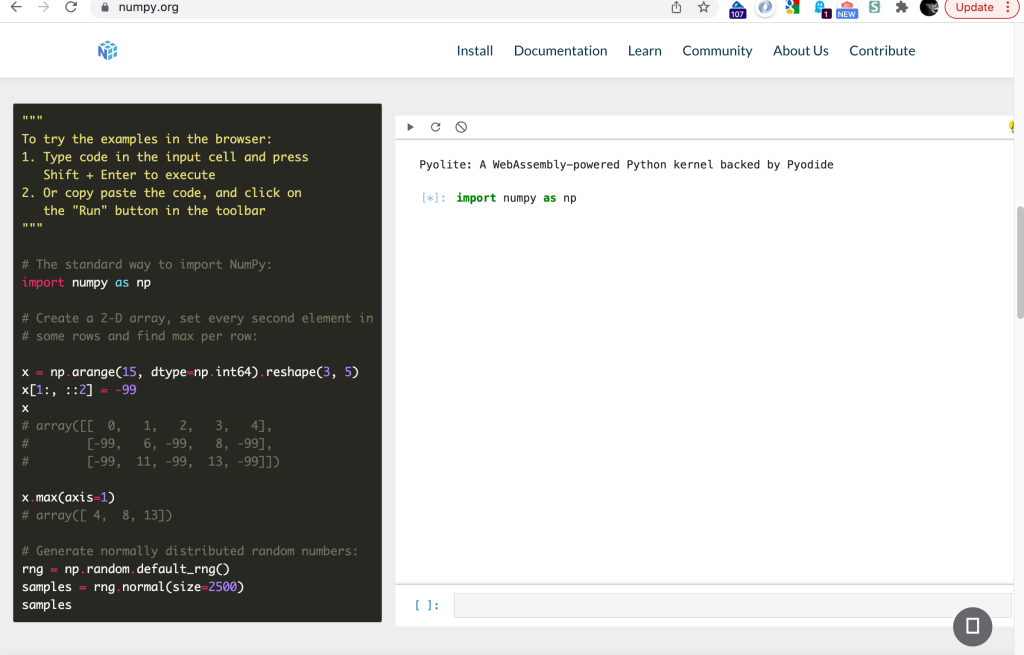 numpy.org
107
1
NEW
S
Update
N
Install Documentation Learn Community About Us Contribute
"""
To try the examples in the browser:
1. Type code in the input cell and press
Shift + Enter to execute
2. Or copy paste the code, and click on
the "Run" button in the toolbar
"""
# The standard way to import NumPy:
import numpy as np
# Create a 2-D array, set every second element in
# some rows and find max per row:
x = np.arange(15, dtype=np.int64).reshape(3, 5)
x[1:, ::2] = -99
x
# array([[  0,   1,   2,   3,   4],
#        [-99,   6, -99,   8, -99],
#        [-99,  11, -99,  13, -99]])
x.max(axis=1)
# array([ 4,  8, 13])
# Generate normally distributed random numbers:
rng = np.random.default_rng()
samples = rng.normal(size=2500)
samples
Pyolite: A WebAssembly-powered Python kernel backed by Pyodide
[*]: import numpy as np
[ ]: